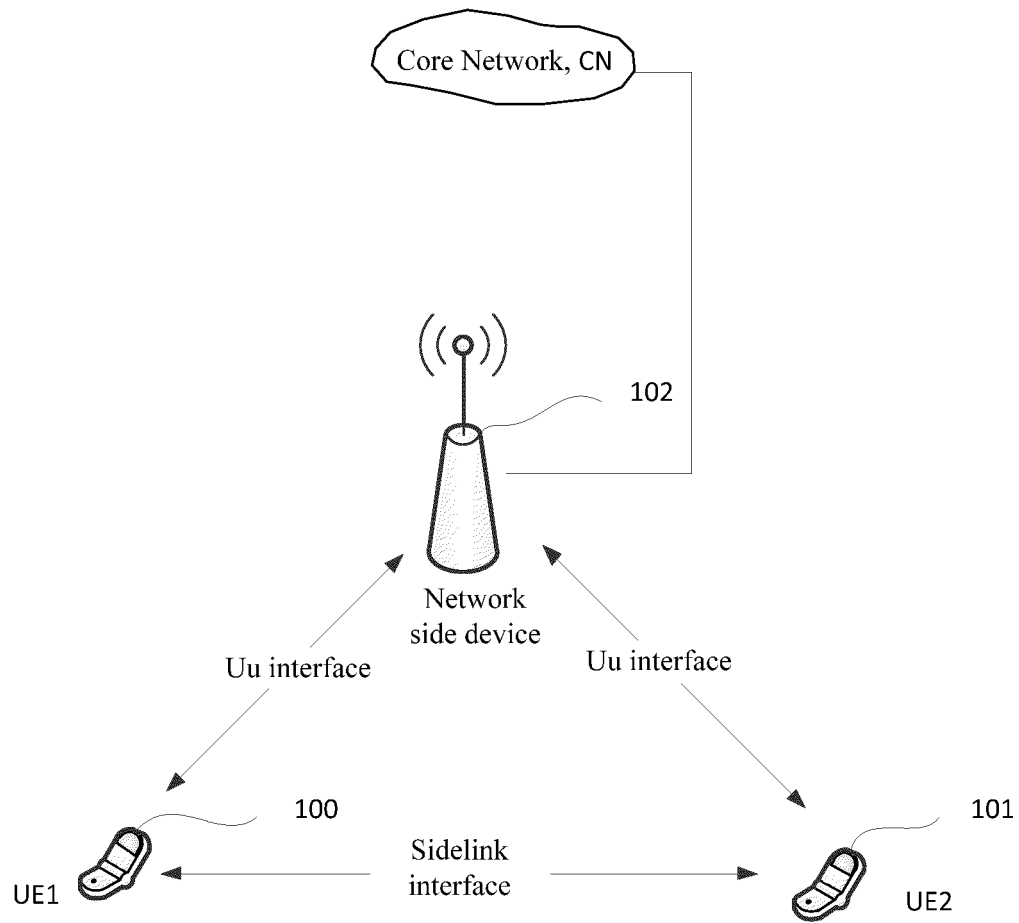 Core Network, CN
102
Network
side device
Uu interface
Uu interface
100
101
Sidelink
interface
UE1
UE2